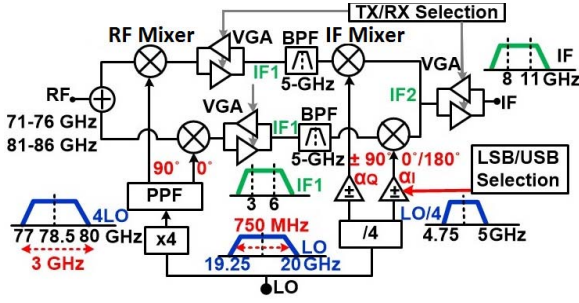 TX/RX Selection
RF Mixer
VGA
BPF
IF Mixer
IF1
5-GHz
VGA
IF
8 11 GHz
RF
71-76 GHz
81-86 GHz
VGA
IF1
BPF
5-GHz
IF2
IF
90° 0°
± 90° 0°/180°
LSB/USB
Selection
PPF
3 6
IF1
± αQ
± αI
4LO
77 78.5 80 GHz
3 GHz
x4
750 MHz
LO
19.25 20 GHz
/4
LO/4
4.75 5GHz
LO